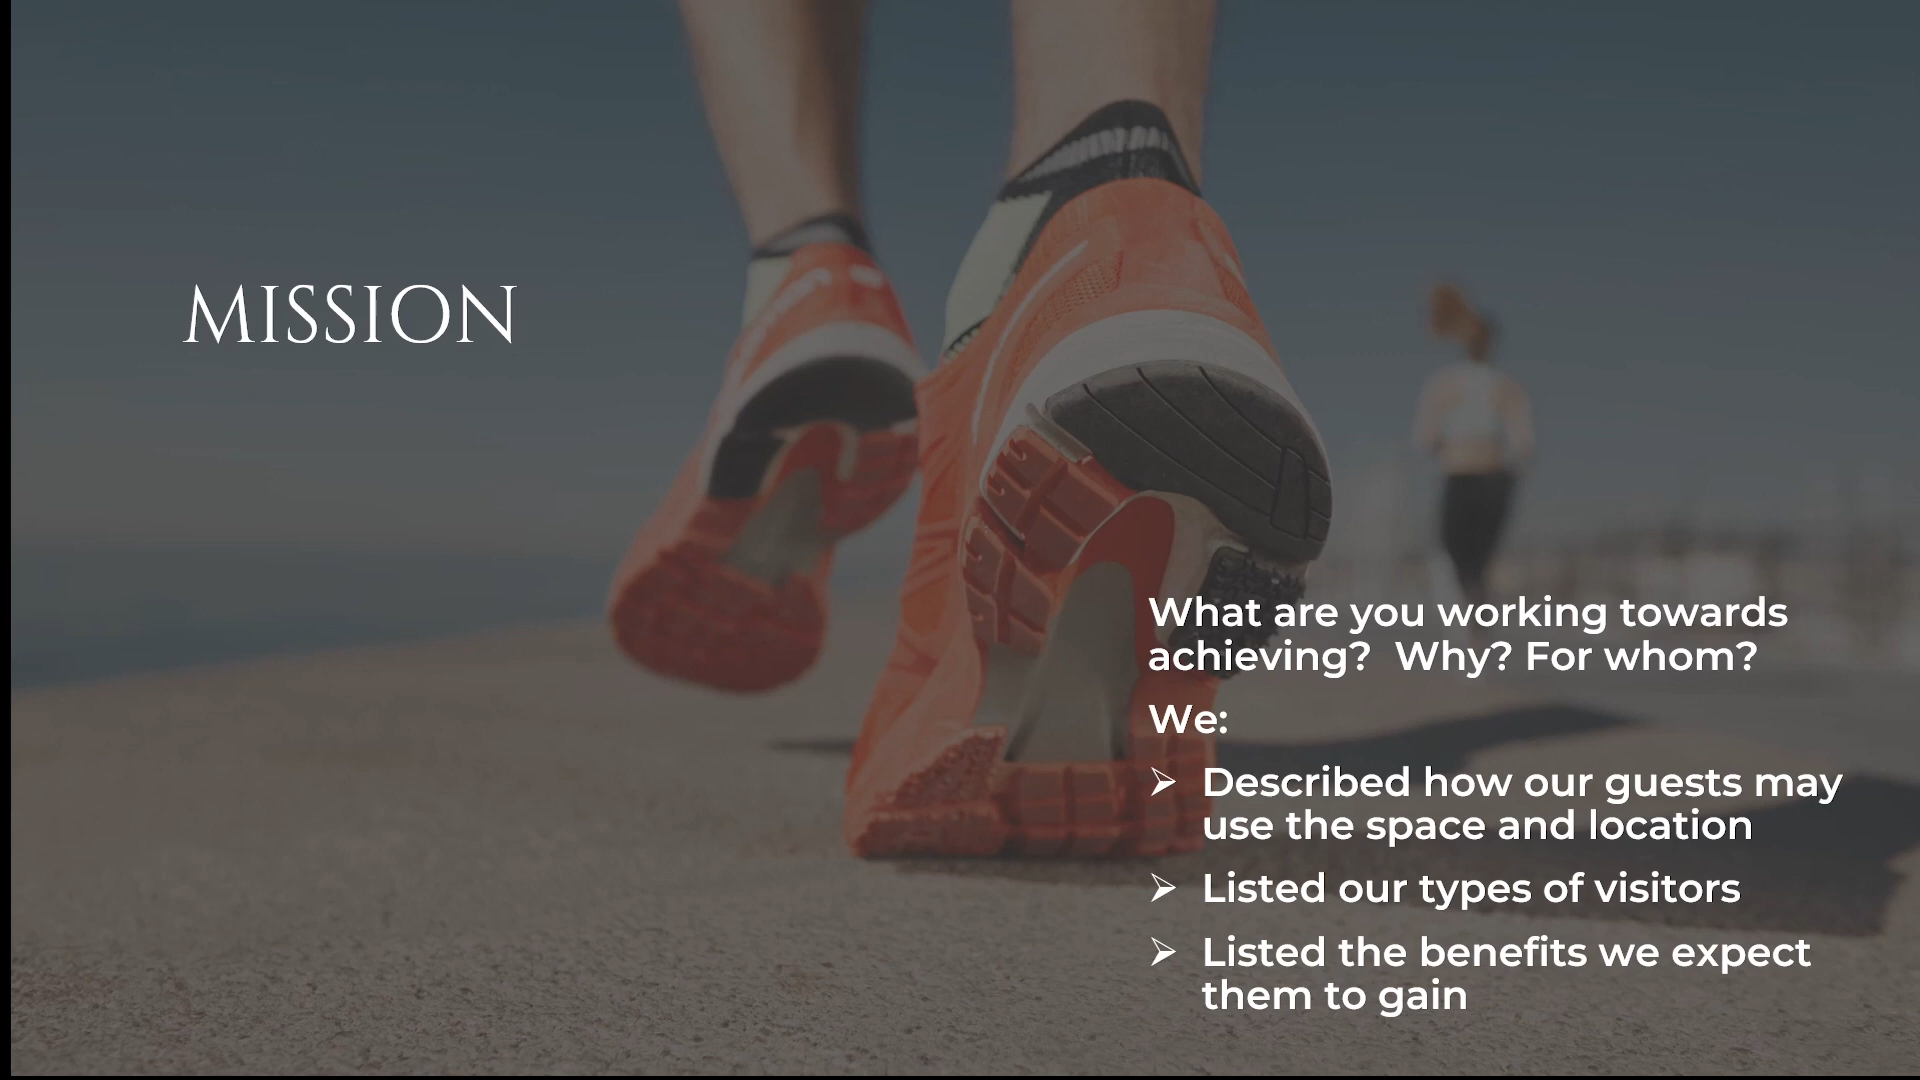 MISSION
What are you working towards
achieving?  Why? For whom?
We:
➢ Described how our guests may
use the space and location
➢ Listed our types of visitors
➢ Listed the benefits we expect
them to gain